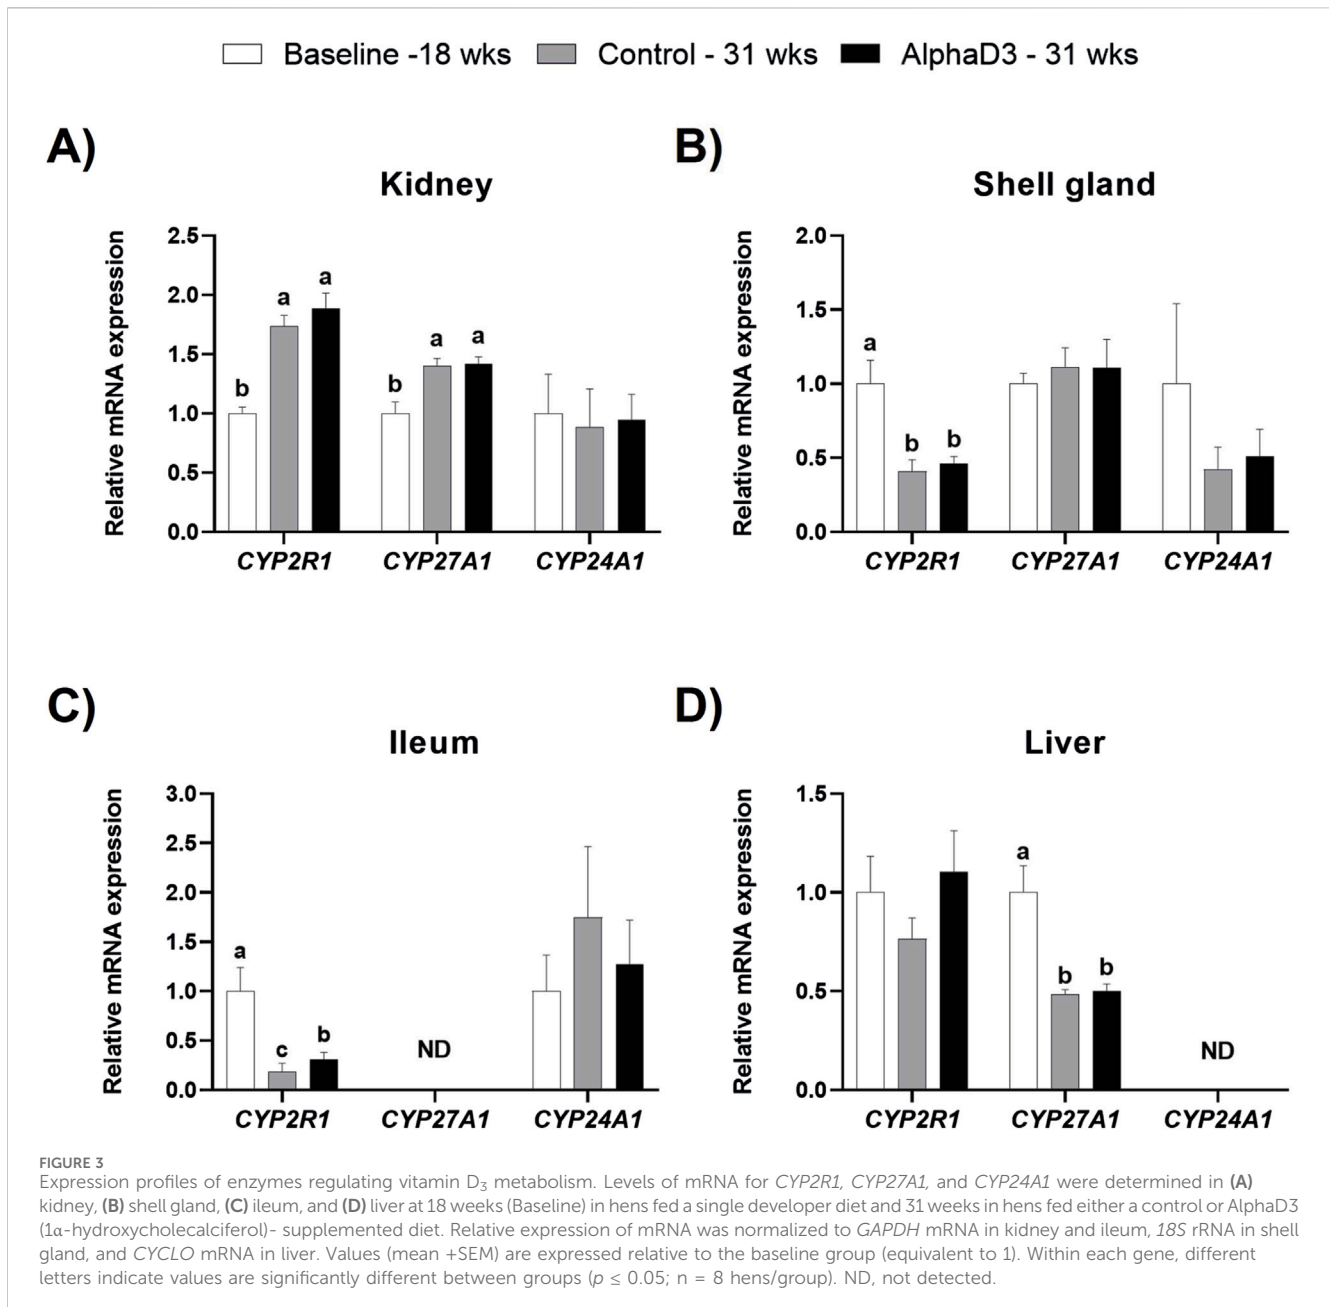 Baseline -18 wks Control - 31 wks AlphaD3 - 31 wks
A)
Kidney
Relative mRNA expression
2.5
2.0
1.5
1.0
0.5
0.0
b a a
b a a
CYP2R1 CYP27A1 CYP24A1
B)
Shell gland
Relative mRNA expression
2.0
1.5
1.0
0.5
0.0
a b b
CYP2R1 CYP27A1 CYP24A1
C)
Ileum
Relative mRNA expression
3.0
2.5
2.0
1.5
1.0
0.5
0.0
a c b
ND
CYP2R1 CYP27A1 CYP24A1
D)
Liver
Relative mRNA expression
1.5
1.0
0.5
0.0
a b b
ND
CYP2R1 CYP27A1 CYP24A1
FIGURE 3
Expression profiles of enzymes regulating vitamin D₃ metabolism. Levels of mRNA for CYP2R1, CYP27A1, and CYP24A1 were determined in (A)
kidney, (B) shell gland, (C) ileum, and (D) liver at 18 weeks (Baseline) in hens fed a single developer diet and 31 weeks in hens fed either a control or AlphaD3
(1α-hydroxycholecalciferol)- supplemented diet. Relative expression of mRNA was normalized to GAPDH mRNA in kidney and ileum, 18S rRNA in shell
gland, and CYCLO mRNA in liver. Values (mean +SEM) are expressed relative to the baseline group (equivalent to 1). Within each gene, different
letters indicate values are significantly different between groups (p ≤ 0.05; n = 8 hens/group). ND, not detected.